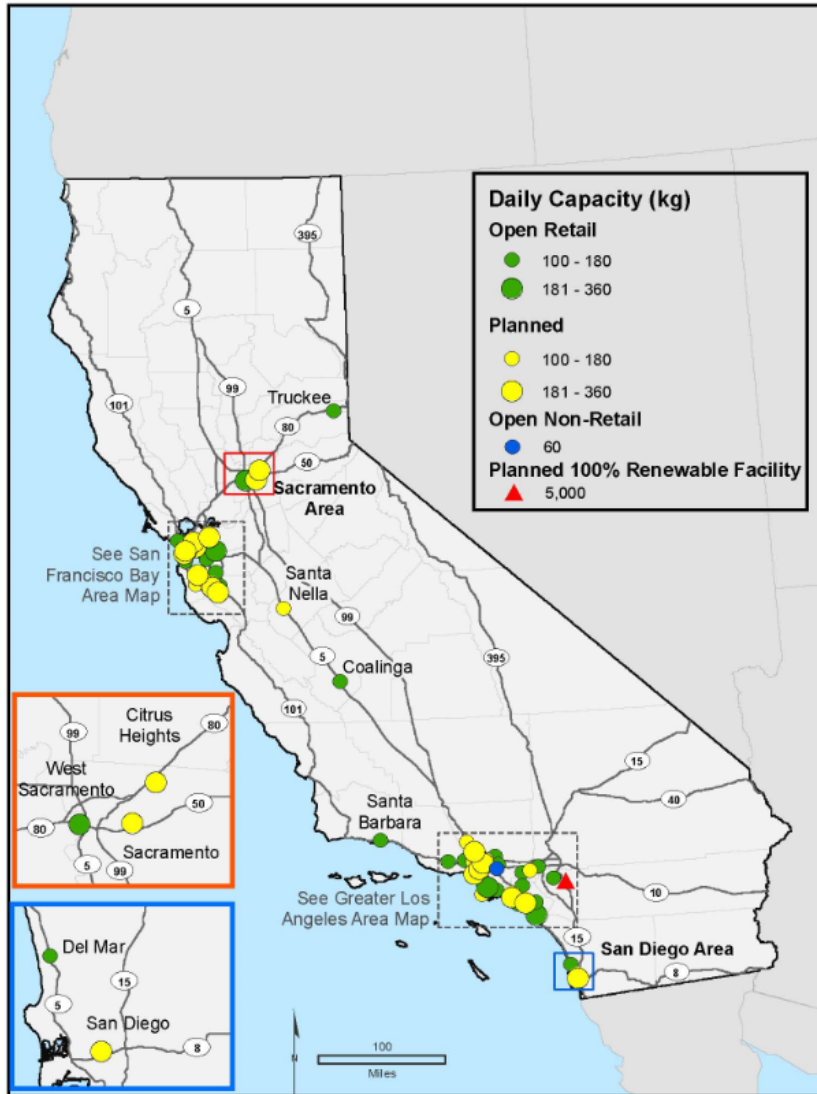 Daily Capacity (kg)
Open Retail
100 - 180
181 - 360
Planned
100 - 180
181 - 360
Open Non-Retail
60
Planned 100% Renewable Facility
5,000
395
5
99
101
Truckee
80
50
Sacramento
Area
See San
Francisco Bay
Area Map
Santa
Nella
99
5
395
Coalinga
101
15
40
Santa
Barbara
See Greater Los
Angeles Area Map
10
15
San Diego Area
8
Citrus
Heights
99
80
West
Sacramento
50
80
Sacramento
5
99
Del Mar
15
5
San Diego
8
N
100
Miles